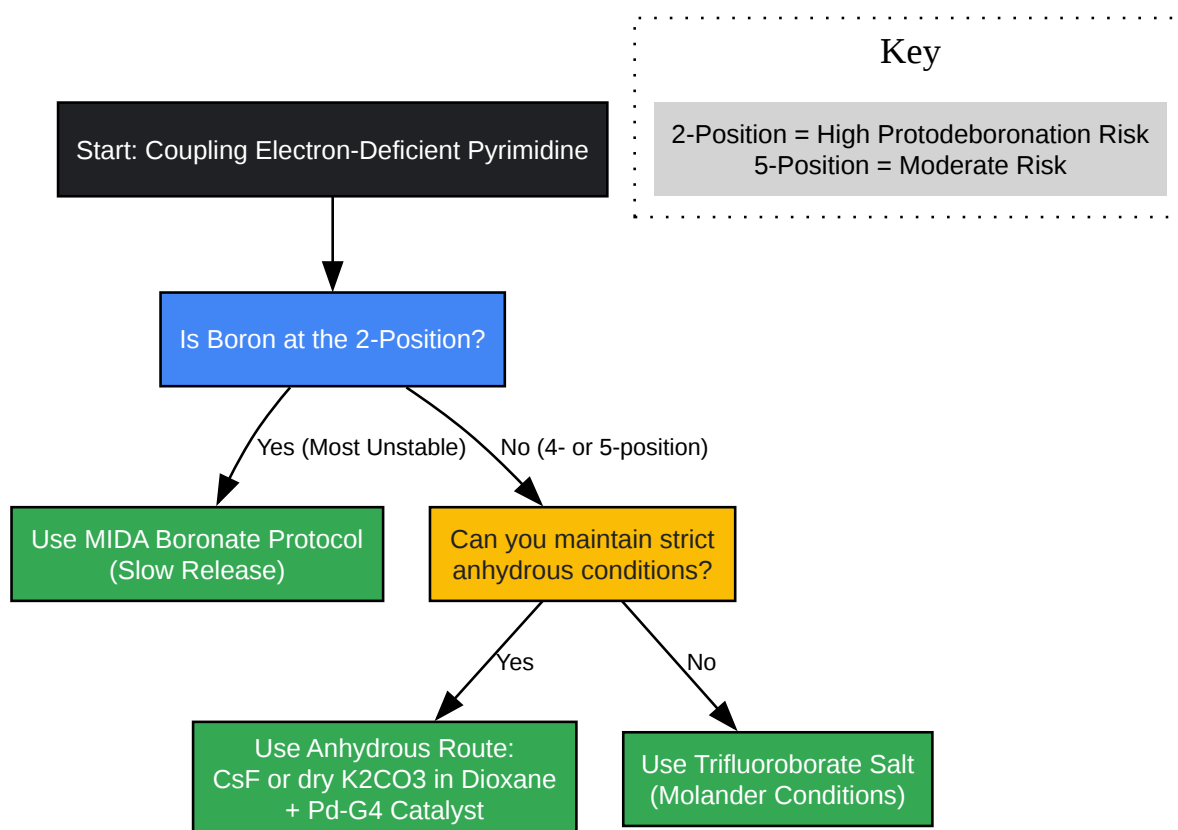 Key
2-Position = High Protodeboronation Risk
5-Position = Moderate Risk
Start: Coupling Electron-Deficient Pyrimidine
Is Boron at the 2-Position?
Yes (Most Unstable)
No (4- or 5-position)
Use MIDA Boronate Protocol
(Slow Release)
Can you maintain strict
anhydrous conditions?
Yes
No
Use Anhydrous Route:
CsF or dry K2CO3 in Dioxane
+ Pd-G4 Catalyst
Use Trifluoroborate Salt
(Molander Conditions)